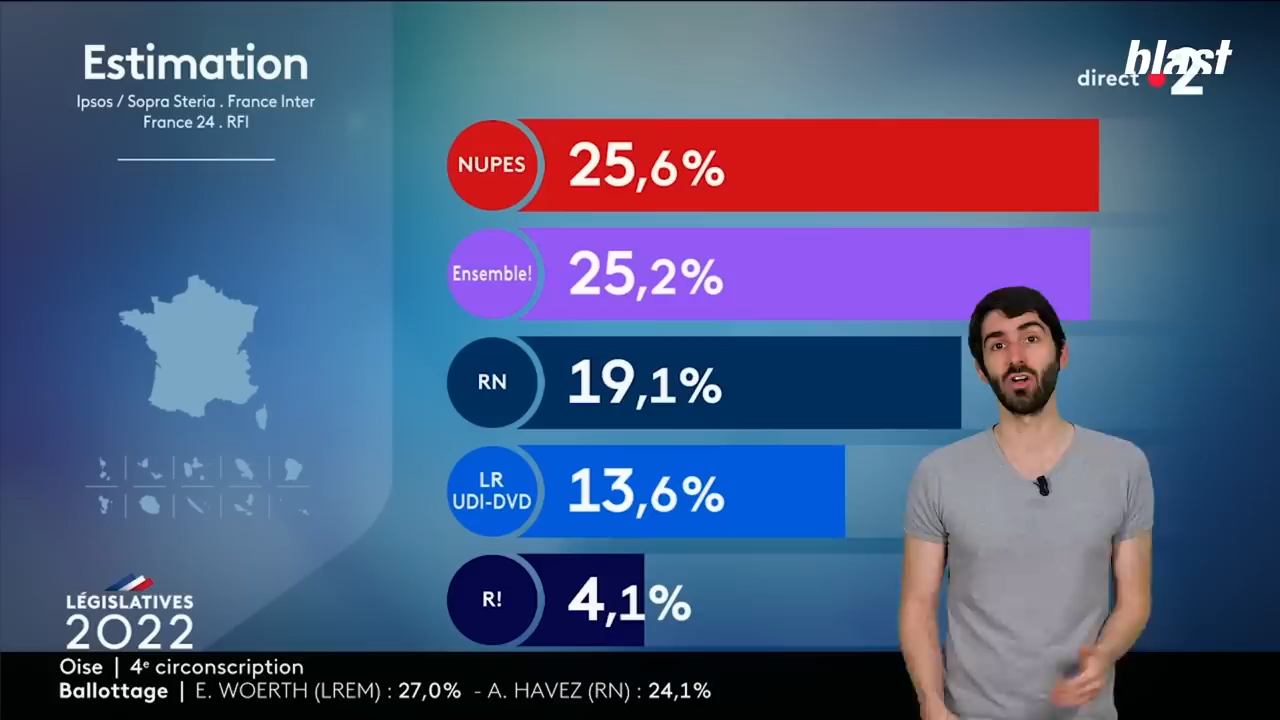 Estimation
Ipsos / Sopra Steria . France Inter
France 24 . RFI
blast
direct 2
NUPES 25,6%
Ensemble! 25,2%
RN 19,1%
LR
UDI-DVD 13,6%
R! 4,1%
LÉGISLATIVES
2022
Oise | 4e circonscription
Ballottage | E. WOERTH (LREM) : 27,0% - A. HAVEZ (RN) : 24,1%